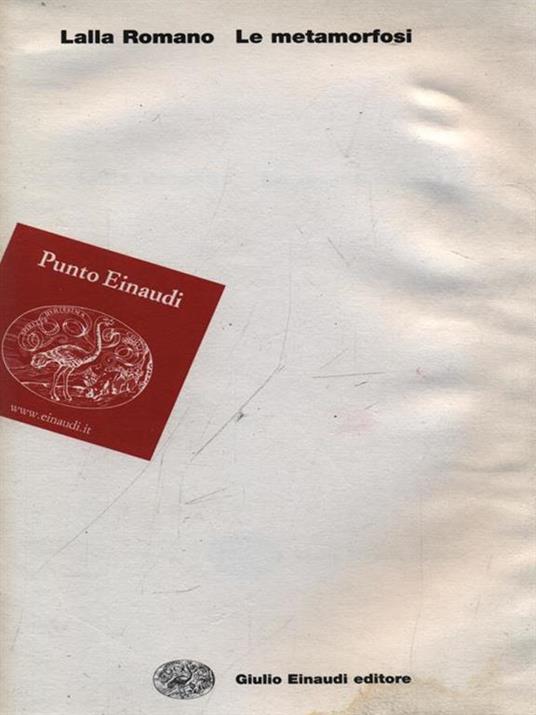 Lalla Romano Le metamorfosi
Punto Einaudi
www.einaudi.it
Giulio Einaudi editore